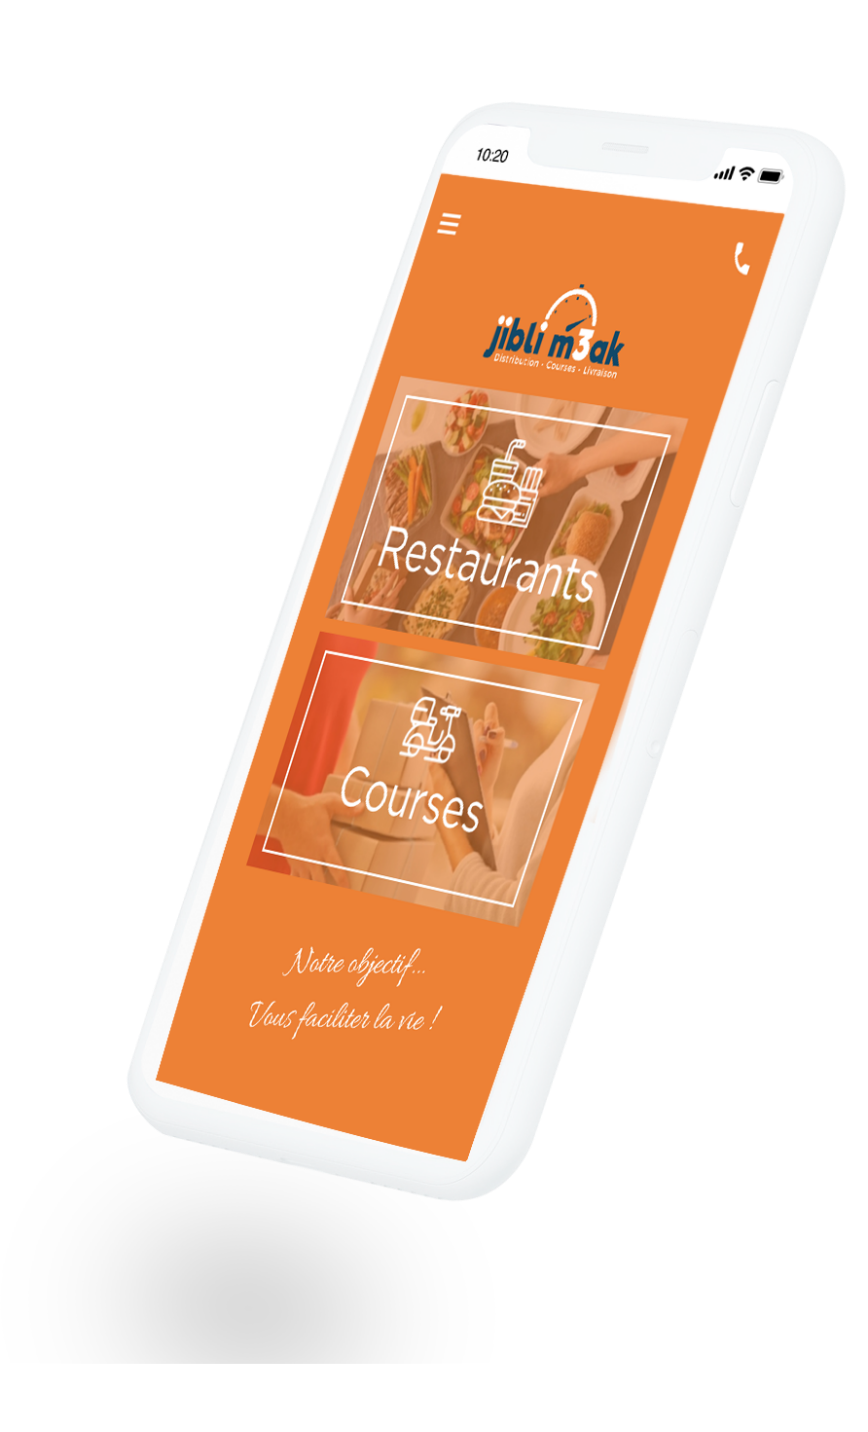 10:20
jibli m3ak
Distribution - Courses - Livraison
Restaurants
Courses
Notre objectif...
Vous faciliter la vie !